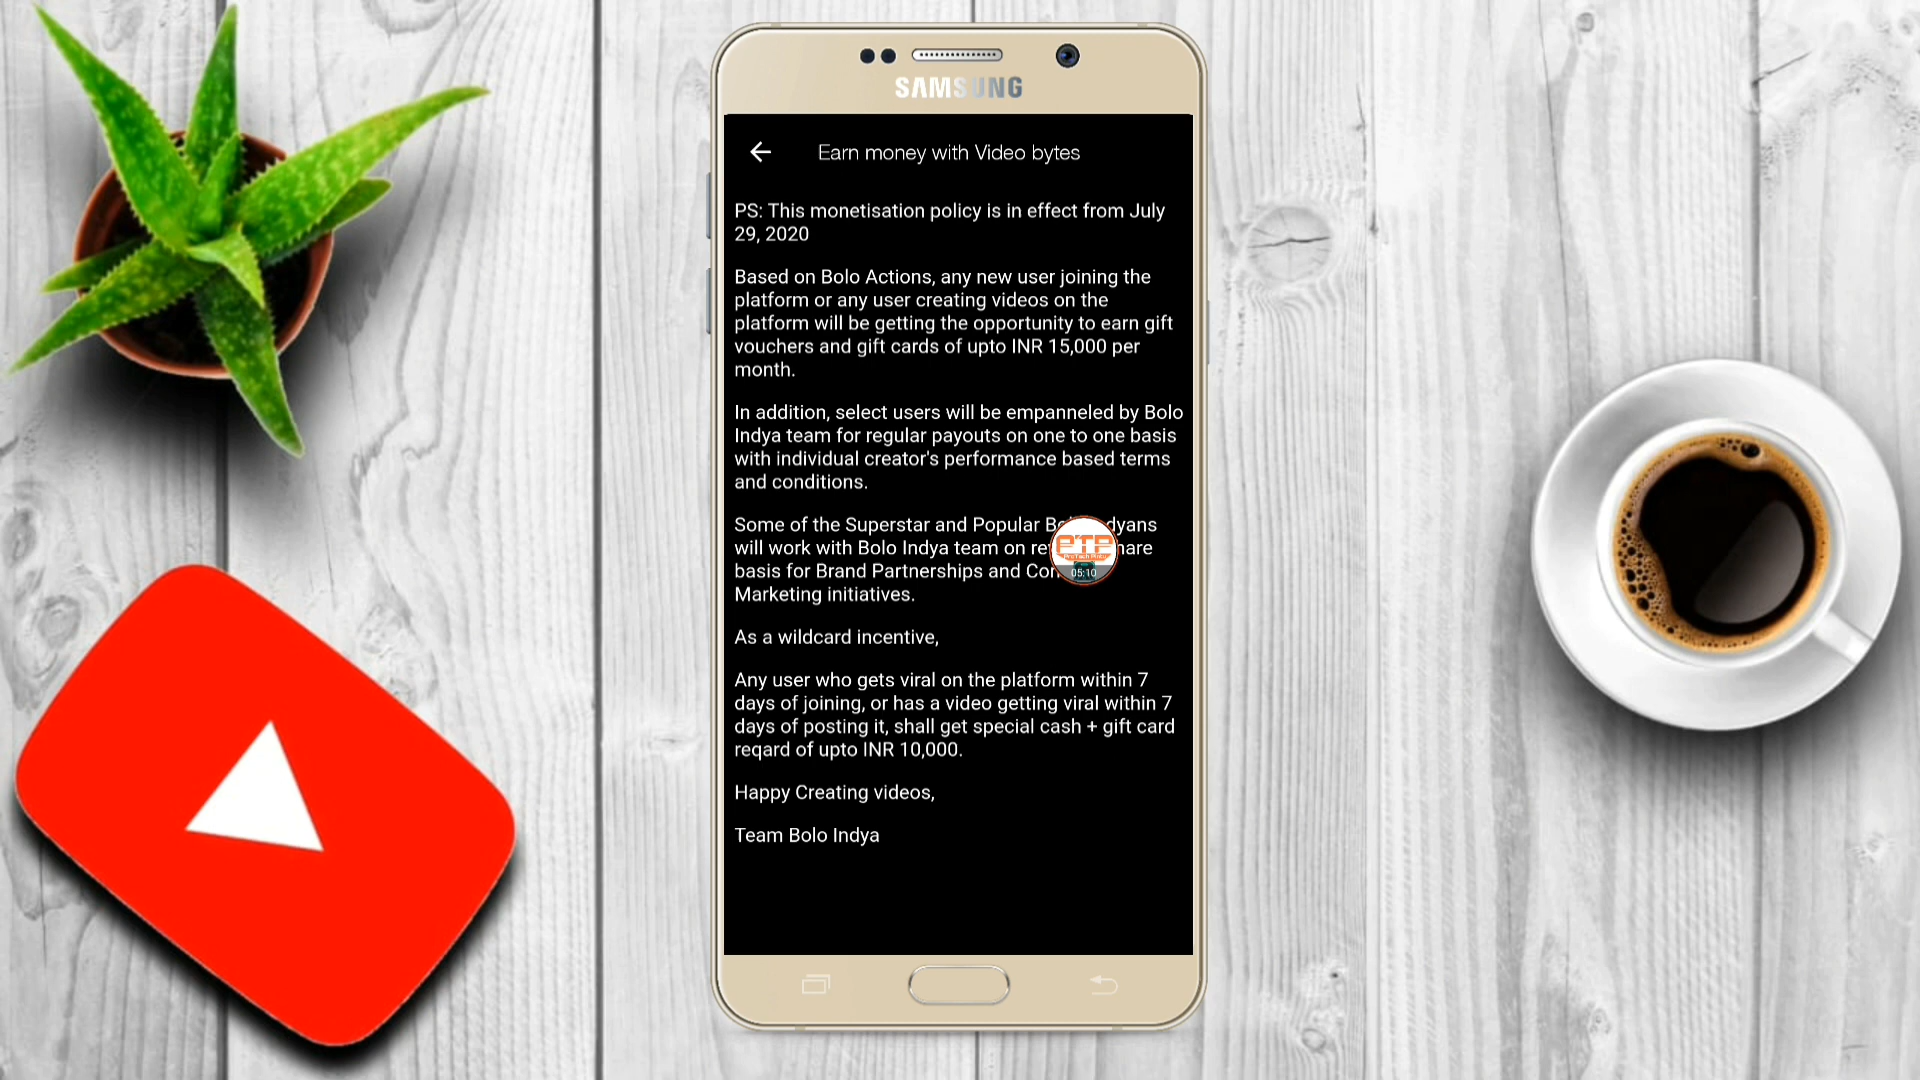 SAMSUNG
Earn money with Video bytes
PS: This monetisation policy is in effect from July
29, 2020
Based on Bolo Actions, any new user joining the
platform or any user creating videos on the
platform will be getting the opportunity to earn gift
vouchers and gift cards of upto INR 15,000 per
month.
In addition, select users will be empanneled by Bolo
Indya team for regular payouts on one to one basis
with individual creator's performance based terms
and conditions.
Some of the Superstar and Popular
will work with Bolo Indya team on
basis for Brand Partnerships and
Marketing initiatives.
PTP
05:10
As a wildcard incentive,
Any user who gets viral on the platform within 7
days of joining, or has a video getting viral within 7
days of posting it, shall get special cash + gift card
reqard of upto INR 10,000.
Happy Creating videos,
Team Bolo Indya